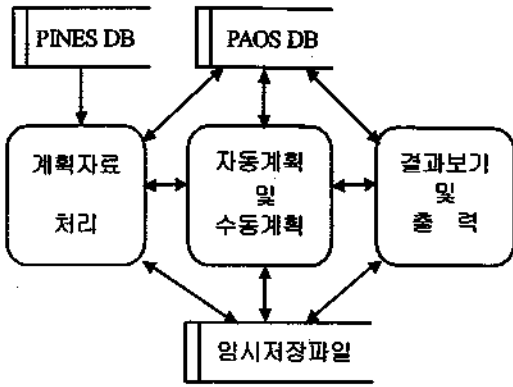 PINES DB
PAOS DB
계획자료
처리
자동계획
및
수동계획
결과보기
및
출 력
임시저장파일